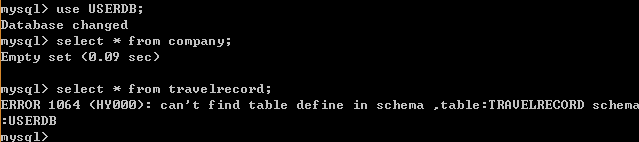 mysql> use USERDB;
Database changed
mysql> select * from company;
Empty set (0.09 sec)
mysql> select * from travelrecord;
ERROR 1064 (HY000): can't find table define in schema ,table:TRAVELRECORD schema
:USERDB
mysql>